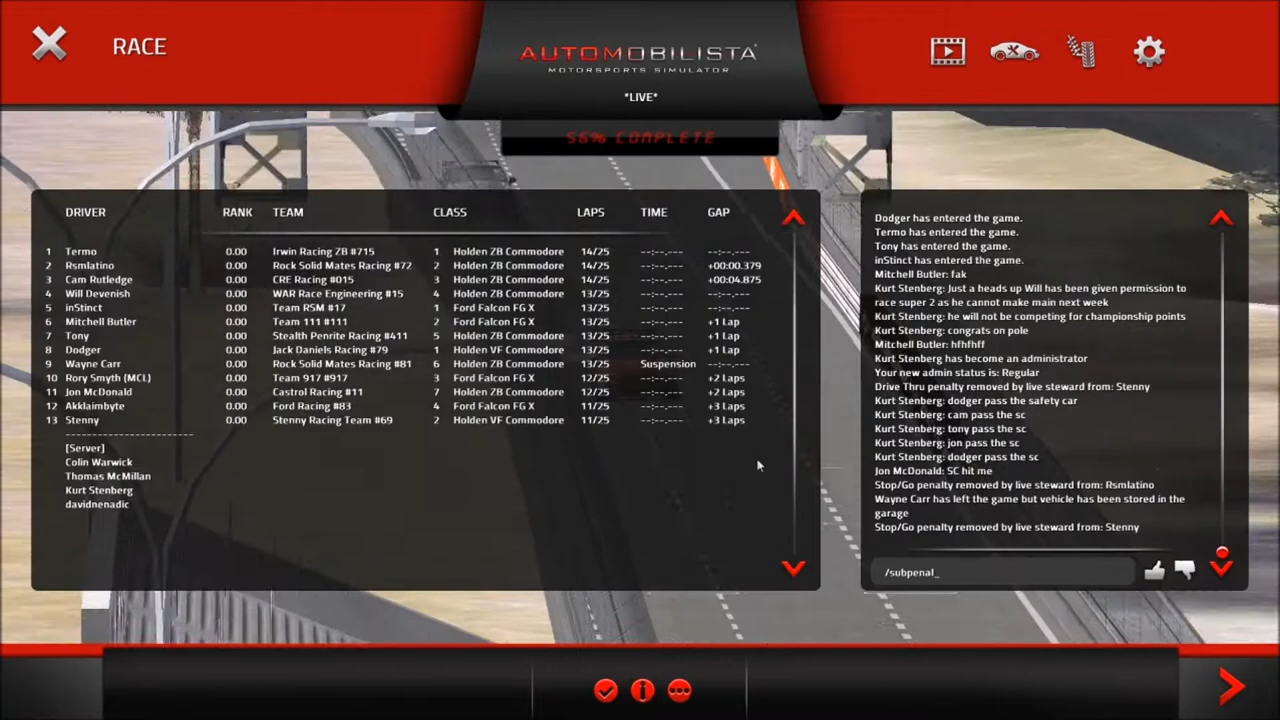 RACE
AUTOMOBILISTA
MOTORSPORTS SIMULATOR
*LIVE*
56% COMPLETE
DRIVER RANK TEAM CLASS LAPS TIME GAP
1 Termo 0.00 Irwin Racing ZB #715 1 Holden ZB Commodore 14/25 --:--.--- --:--.---
2 Rsmlatino 0.00 Rock Solid Mates Racing #72 2 Holden ZB Commodore 14/25 --:--.--- +00:00.379
3 Cam Rutledge 0.00 CRE Racing #015 3 Holden ZB Commodore 14/25 --:--.--- +00:04.875
4 Will Devenish 0.00 WAR Race Engineering #15 4 Holden ZB Commodore 13/25 --:--.--- --:--.---
5 inStinct 0.00 Team RSM #17 1 Ford Falcon FG X 13/25 --:--.--- --:--.---
6 Mitchell Butler 0.00 Team 111 #111 2 Ford Falcon FG X 13/25 --:--.--- +1 Lap
7 Tony 0.00 Stealth Penrite Racing #411 5 Holden ZB Commodore 13/25 --:--.--- +1 Lap
8 Dodger 0.00 Jack Daniels Racing #79 1 Holden VF Commodore 13/25 --:--.--- +1 Lap
9 Wayne Carr 0.00 Rock Solid Mates Racing #81 6 Holden ZB Commodore 13/25 Suspension --:--.---
10 Rory Smyth (MCL) 0.00 Team 917 #917 3 Ford Falcon FG X 12/25 --:--.--- +2 Laps
11 Jon McDonald 0.00 Castrol Racing #11 7 Holden ZB Commodore 12/25 --:--.--- +2 Laps
12 Akklaimbyte 0.00 Ford Racing #83 4 Ford Falcon FG X 11/25 --:--.--- +3 Laps
13 Stenny 0.00 Stenny Racing Team #69 2 Holden VF Commodore 11/25 --:--.--- +3 Laps
-----------------------
[Server]
Colin Warwick
Thomas McMillan
Kurt Stenberg
davidnenadic
Dodger has entered the game.
Termo has entered the game.
Tony has entered the game.
inStinct has entered the game.
Mitchell Butler: fak
Kurt Stenberg: Just a heads up Will has been given permission to
race super 2 as he cannot make main next week
Kurt Stenberg: he will not be competing for championship points
Kurt Stenberg: congrats on pole
Mitchell Butler: hfhfhff
Kurt Stenberg has become an administrator
Your new admin status is: Regular
Drive Thru penalty removed by live steward from: Stenny
Kurt Stenberg: dodger pass the safety car
Kurt Stenberg: cam pass the sc
Kurt Stenberg: tony pass the sc
Kurt Stenberg: jon pass the sc
Kurt Stenberg: dodger pass the sc
Jon McDonald: SC hit me
Stop/Go penalty removed by live steward from: Rsmlatino
Wayne Carr has left the game but vehicle has been stored in the
garage
Stop/Go penalty removed by live steward from: Stenny
/subpenal_